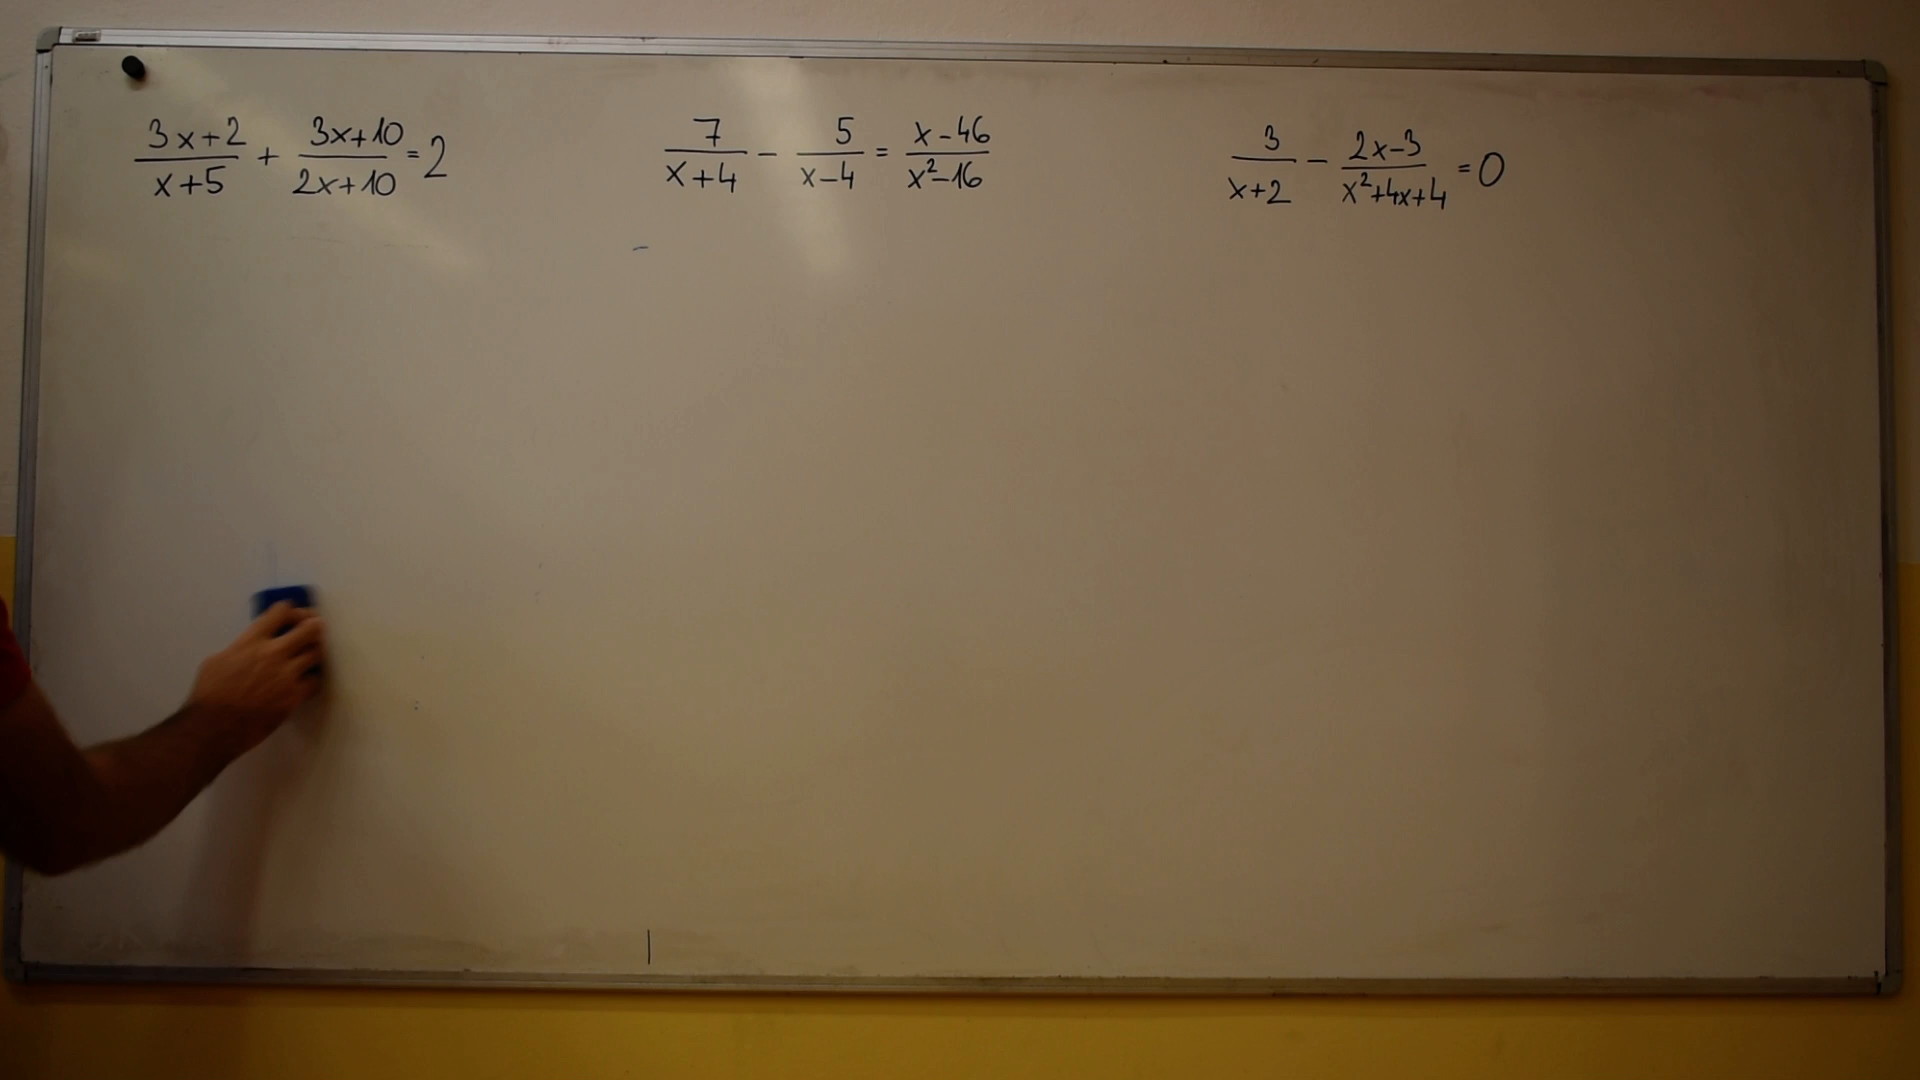 (3x+2)/(x+5) + (3x+10)/(2x+10) = 2
7/(x+4) - 5/(x-4) = (x-46)/(x²-16)
3/(x+2) - (2x-3)/(x²+4x+4) = 0